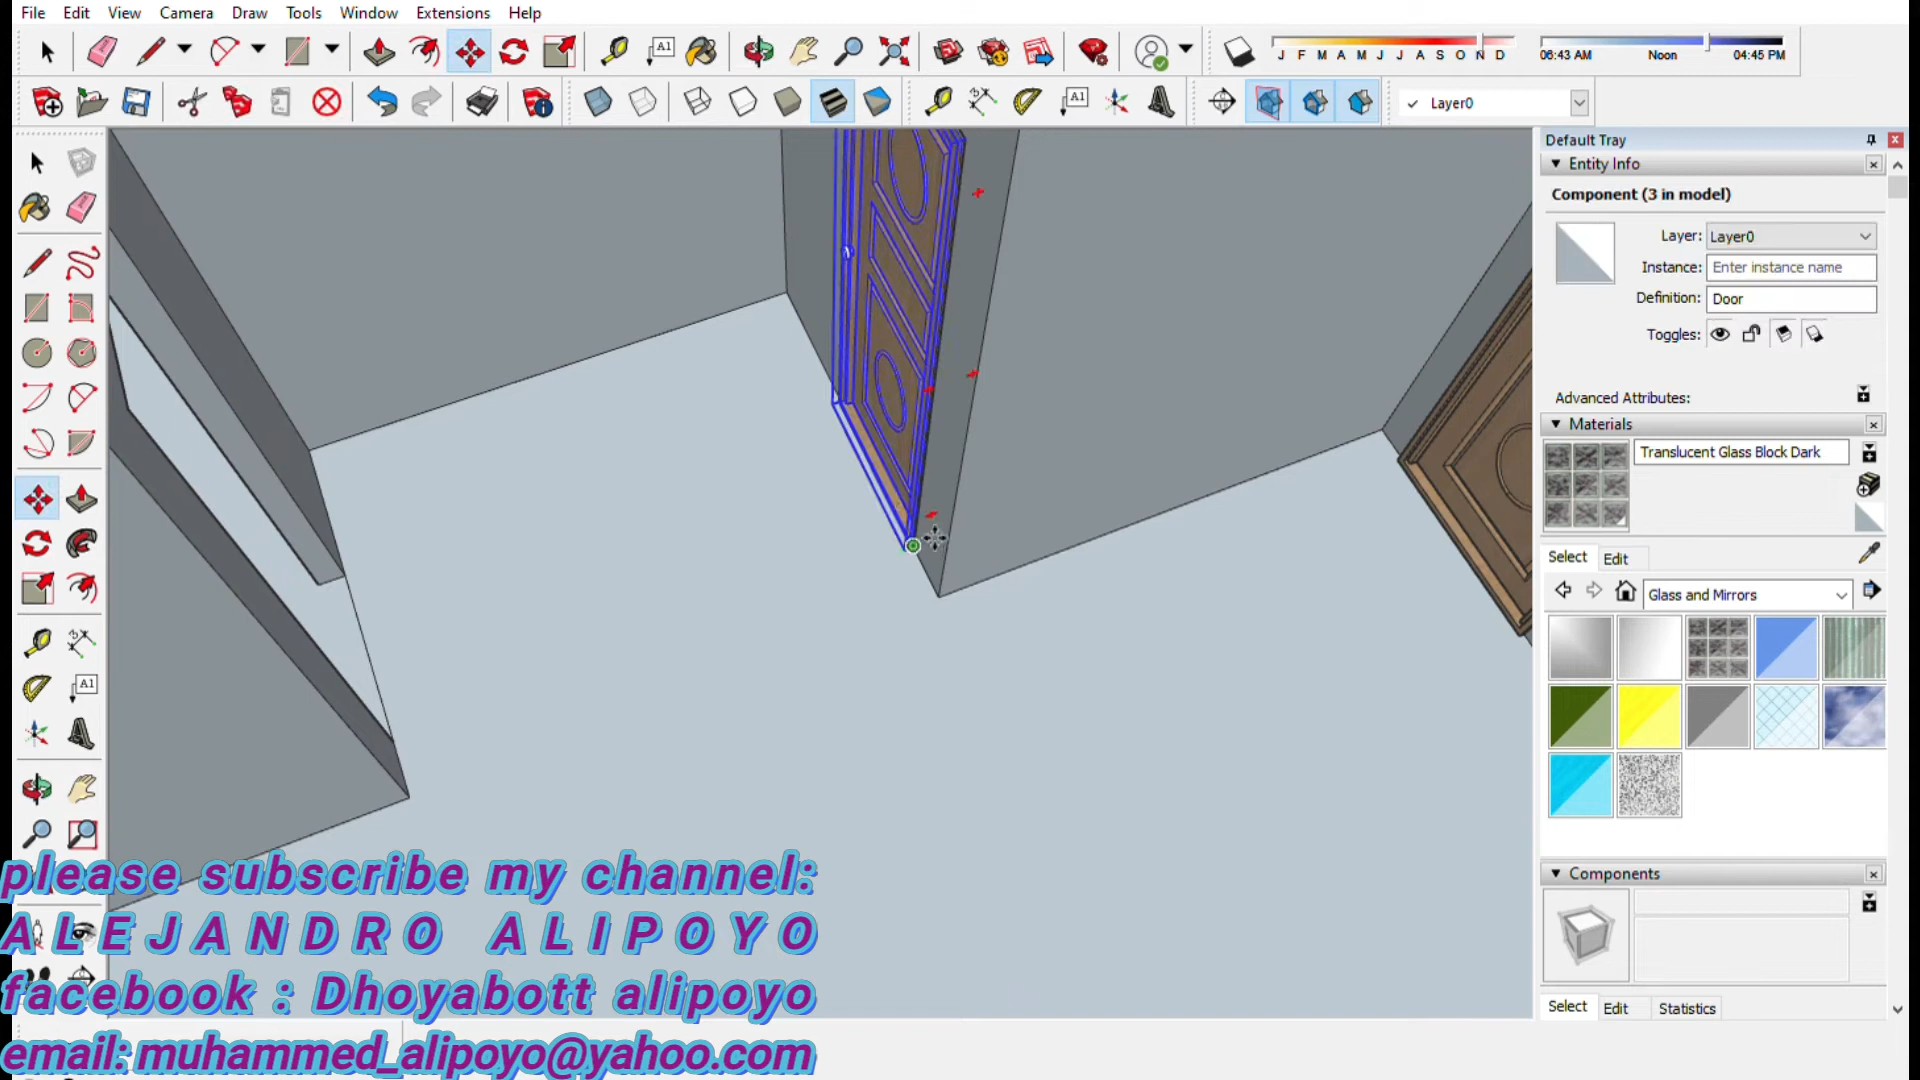 File Edit View Camera Draw Tools Window Extensions Help
A1
J F M A M J J A S O N D
06:43 AM Noon 04:45 PM
A1
Layer0
Default Tray
Entity Info
Component (3 in model)
Layer: Layer0
Instance: Enter instance name
Definition: Door
Toggles:
Advanced Attributes:
Materials
Translucent Glass Block Dark
Select Edit
Glass and Mirrors
A1
Components
Select Edit Statistics
please subscribe my channel:
ALEJANDRO ALIPOYO
facebook : Dhoyabott alipoyo
email: muhammed_alipoyo@yahoo.com